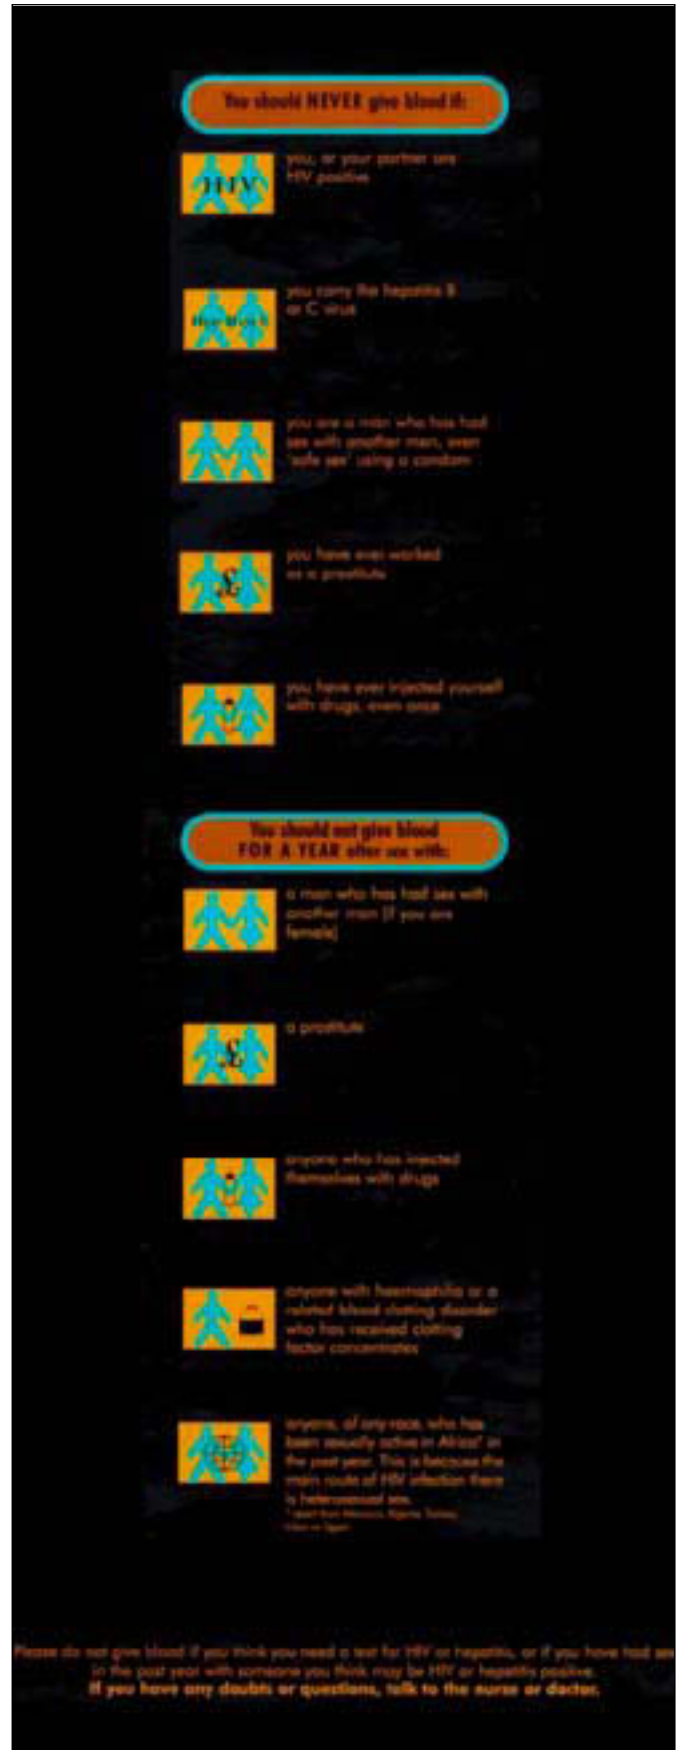 You should NEVER give blood if:
HIV
you, or your partner are
HIV positive
you carry the hepatitis B
or C virus
you are a man who has had
sex with another man, even
'safe sex' using a condom
you have ever worked
as a prostitute
£
you have ever injected yourself
with drugs, even once
You should not give blood
FOR A YEAR after sex with:
a man who has had sex with
another man (if you are
female)
a prostitute
£
anyone who has injected
themselves with drugs
anyone with haemophilia or a
related blood clotting disorder
who has received clotting
factor concentrates
anyone, of any race, who has
been sexually active in Africa* in
the past year. This is because the
main route of HIV infection there
is heterosexual sex.
Please do not give blood if you think you need a test for HIV or hepatitis, or if you have had sex
in the past year with someone you think may be HIV or hepatitis positive.
If you have any doubts or questions, talk to the nurse or doctor.